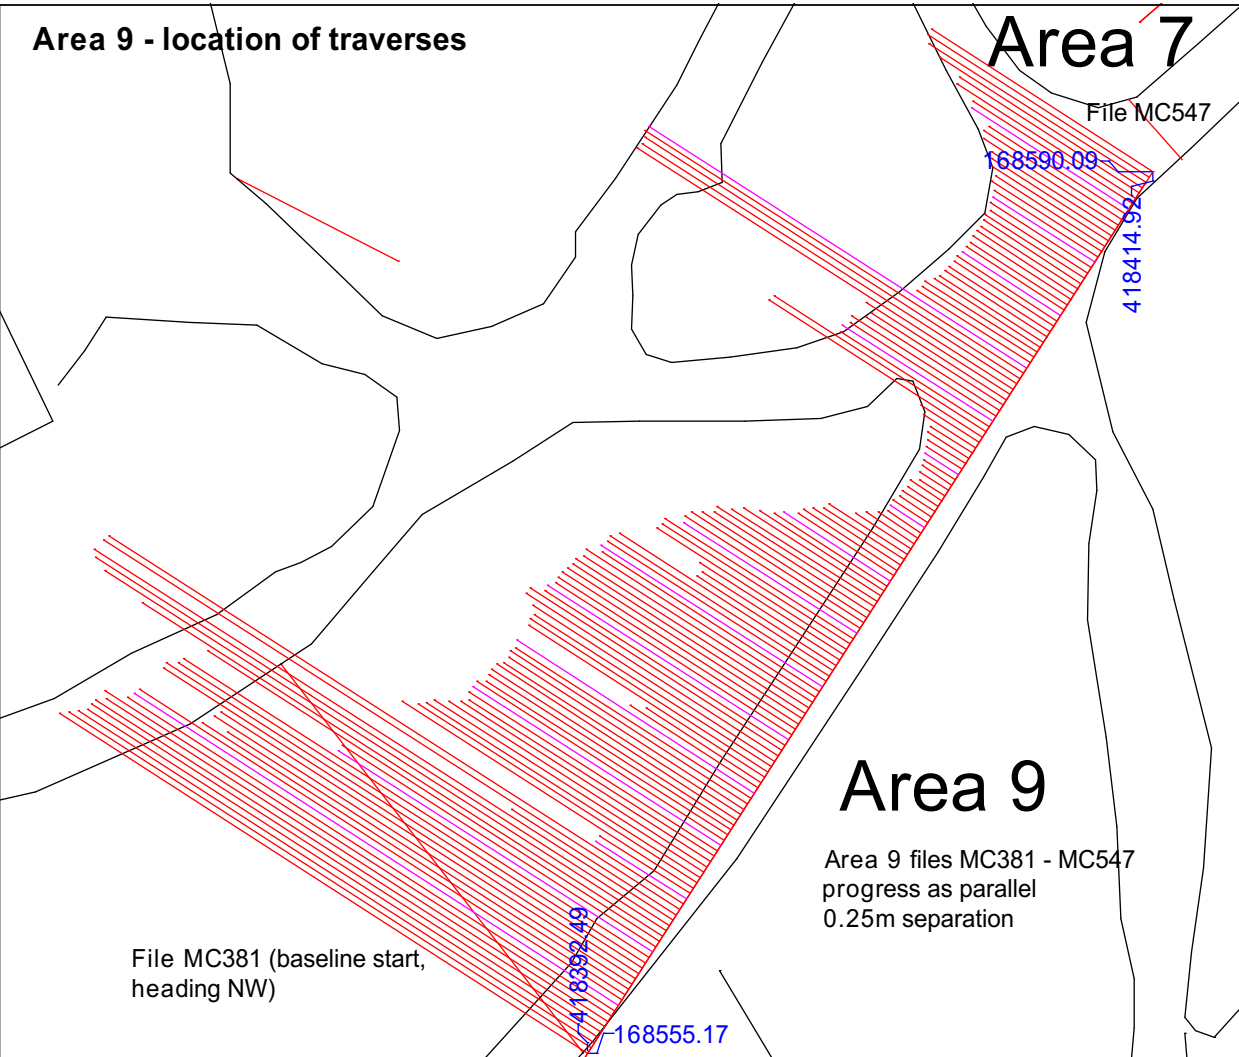 Area 9 - location of traverses
Area 7
File MC547
168590.09
418414.92
Area 9
Area 9 files MC381 - MC547
progress as parallel
0.25m separation
418392.49
File MC381 (baseline start,
heading NW)
168555.17